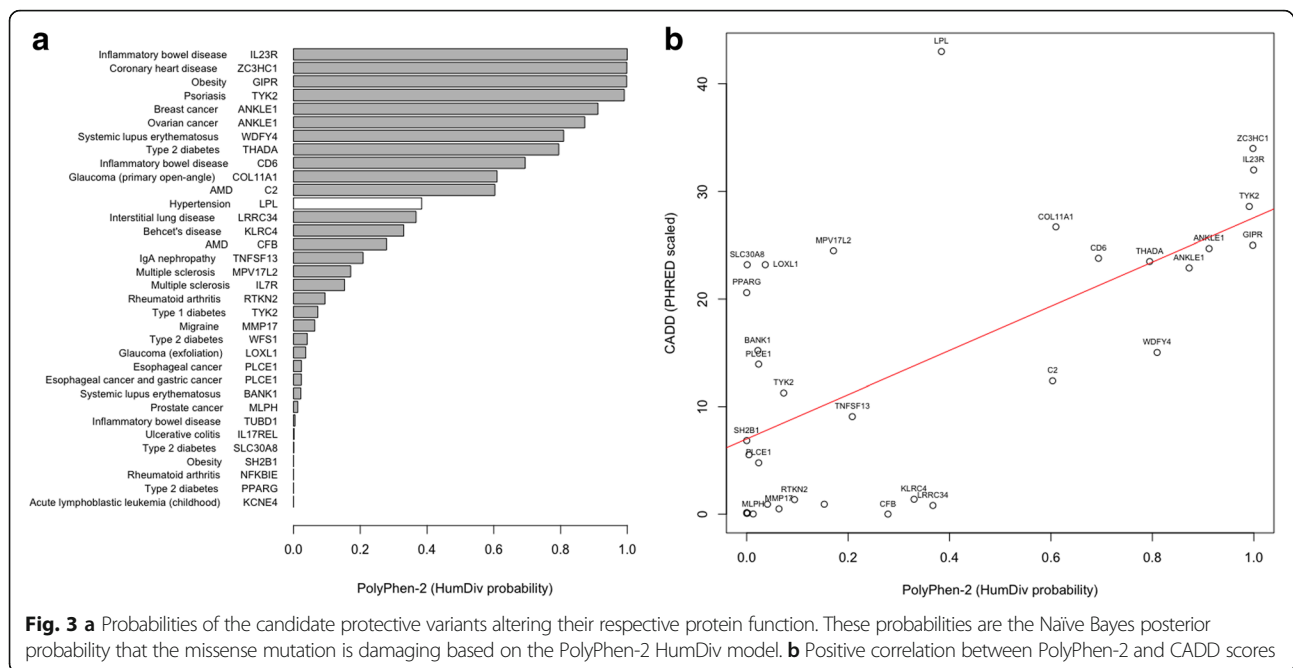 a
Inflammatory bowel disease IL23R
Coronary heart disease ZC3HC1
Obesity GIPR
Psoriasis TYK2
Breast cancer ANKLE1
Ovarian cancer ANKLE1
Systemic lupus erythematosus WDFY4
Type 2 diabetes THADA
Inflammatory bowel disease CD6
Glaucoma (primary open-angle) COL11A1
AMD C2
Hypertension LPL
Interstitial lung disease LRRC34
Behcet's disease KLRC4
AMD CFB
IgA nephropathy TNFSF13
Multiple sclerosis MPV17L2
Multiple sclerosis IL7R
Rheumatoid arthritis RTKN2
Type 1 diabetes TYK2
Migraine MMP17
Type 2 diabetes WFS1
Glaucoma (exfoliation) LOXL1
Esophageal cancer PLCE1
Esophageal cancer and gastric cancer PLCE1
Systemic lupus erythematosus BANK1
Prostate cancer MLPH
Inflammatory bowel disease TUBD1
Ulcerative colitis IL17REL
Type 2 diabetes SLC30A8
Obesity SH2B1
Rheumatoid arthritis NFKBIE
Type 2 diabetes PPARG
Acute lymphoblastic leukemia (childhood) KCNE4
0.0 0.2 0.4 0.6 0.8 1.0
PolyPhen-2 (HumDiv probability)
b
CADD (PHRED scaled)
40
30
20
10
0
LPL
ZC3HC1
IL23R
TYK2
COL11A1
ANKLE1
GIPR
MPV17L2
CD6
THADA
ANKLE1
SLC30A8
LOXL1
PPARG
BANK1
WDFY4
PLCE1
C2
TYK2
TNFSF13
SH2B1
PLCE1
RTKN2
KLRC4
MMP17
LRRC34
MLPH
CFB
0.0 0.2 0.4 0.6 0.8 1.0
PolyPhen-2 (HumDiv probability)
Fig. 3 a Probabilities of the candidate protective variants altering their respective protein function. These probabilities are the Naïve Bayes posterior
probability that the missense mutation is damaging based on the PolyPhen-2 HumDiv model. b Positive correlation between PolyPhen-2 and CADD scores